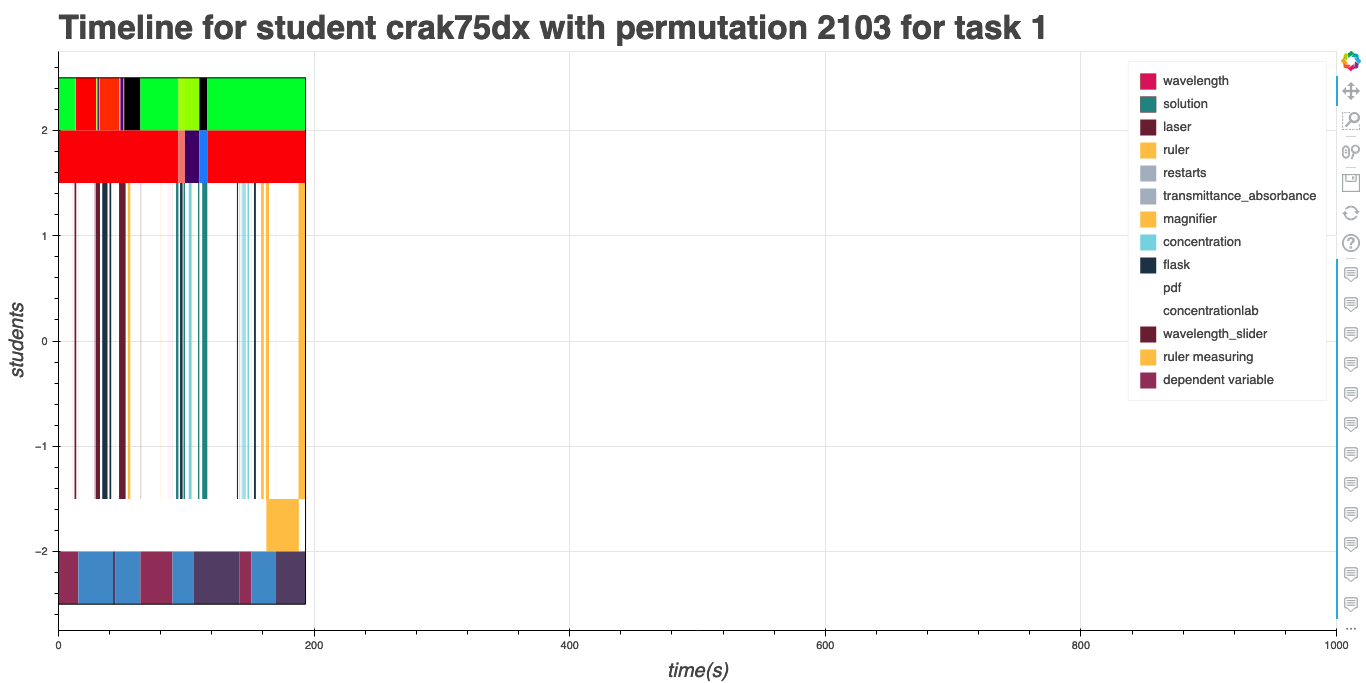 Timeline for student crak75dx with permutation 2103 for task 1
wavelength
solution
laser
ruler
restarts
transmittance_absorbance
magnifier
concentration
flask
pdf
concentrationlab
wavelength_slider
ruler measuring
dependent variable
students
2
1
0
−1
−2
0 200 400 600 800 1000
time(s)